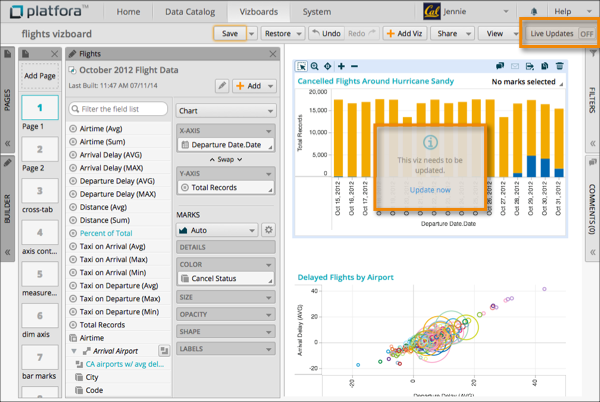 platfora
Home
Data Catalog
Vizboards
System
Cal
Jennie
Help
flights vizboard
Save
Restore
Undo
Redo
Add Viz
Share
View
Live Updates OFF
PAGES
BUILDER
Add Page
1
Page 1
2
Page 2
3
cross-tab
4
axis cont...
5
measure...
6
dim axis
7
bar marks
Flights
October 2012 Flight Data
Last Built: 11:47 AM 07/11/14
Add
Filter the field list
Airtime (Avg)
Airtime (Sum)
Arrival Delay (AVG)
Arrival Delay (MAX)
Departure Delay (AVG)
Departure Delay (MAX)
Distance (Avg)
Distance (Sum)
Percent of Total
Taxi on Arrival (Avg)
Taxi on Arrival (Max)
Taxi on Arrival (Min)
Taxi on Departure (Avg)
Taxi on Departure (Max)
Taxi on Departure (Min)
Total Records
Airtime
Arrival Airport
CA airports w/ avg del...
City
Code
Chart
X-AXIS
Departure Date.Date
Swap
Y-AXIS
Total Records
MARKS
Auto
DETAILS
COLOR
Cancel Status
SIZE
OPACITY
SHAPE
LABELS
Cancelled Flights Around Hurricane Sandy
No marks selected
Total Records
20,000
15,000
10,000
5,000
0
Oct 15, 2012
Oct 16, 2012
Oct 17, 2012
Oct 26, 2012
Oct 27, 2012
Oct 28, 2012
Oct 29, 2012
Oct 30, 2012
Oct 31, 2012
Departure Date.Date
This viz needs to be
updated.
Update now
Delayed Flights by Airport
Arrival Delay (AVG)
40
20
0
-20
-20
0
20
40
Departure Delay (AVG)
FILTERS
COMMENTS(0)